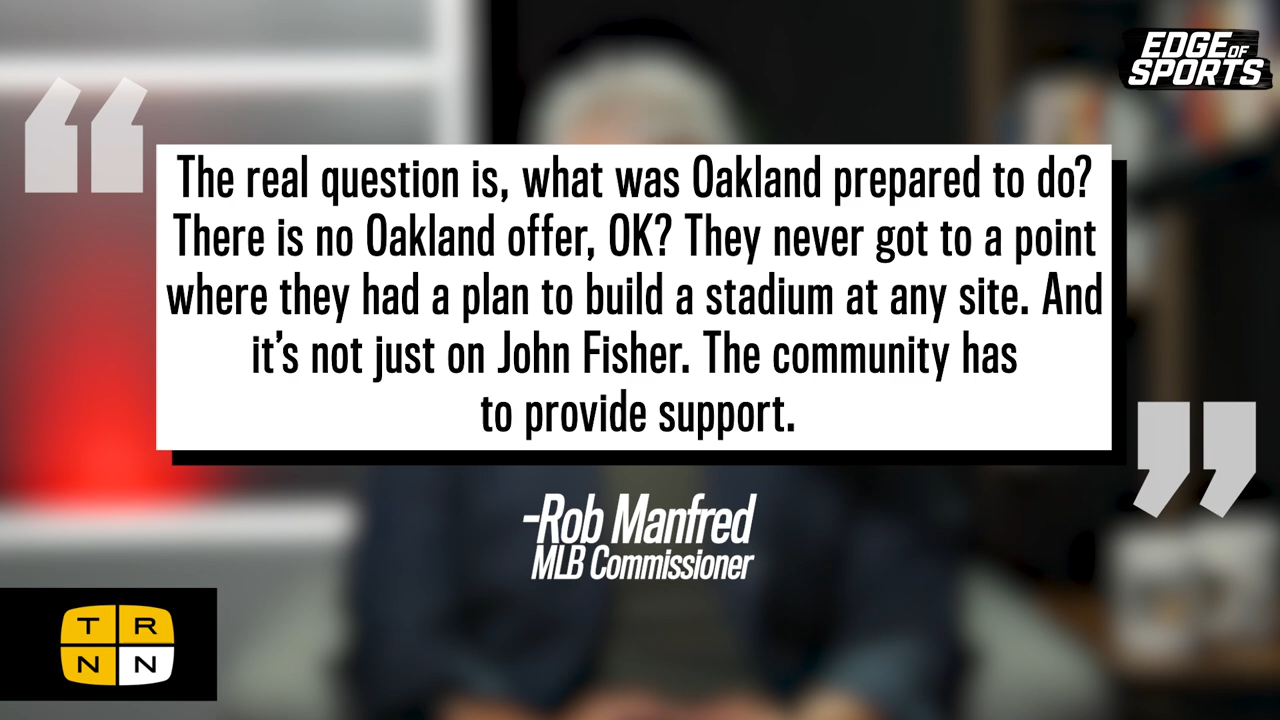 EDGE OF
SPORTS
“
The real question is, what was Oakland prepared to do?
There is no Oakland offer, OK? They never got to a point
where they had a plan to build a stadium at any site. And
it’s not just on John Fisher. The community has
to provide support.
”
-Rob Manfred
MLB Commissioner
T R
N N